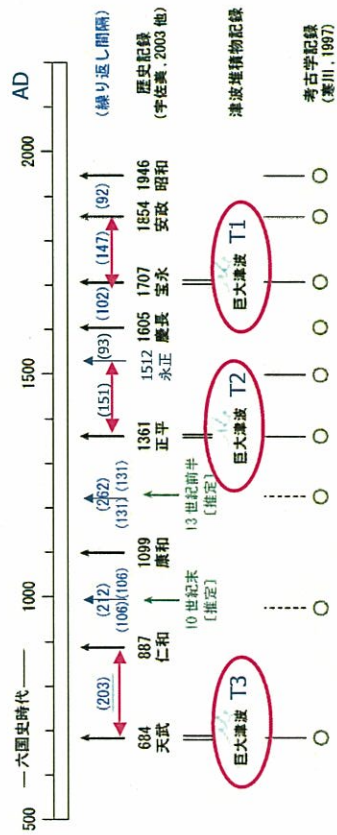 AD
六国史時代
500
1000
1500
2000
(繰り返し間隔)
(203)
(212)
(106)(106)
(262)
(131)(131)
(151)
(93)
(102)
(147)
(92)
歴史記録
(宇佐美, 2003 他)
684
天武
887
仁和
1099
康和
1361
正平
1512
永正
1605
慶長
1707
宝永
1854
安政
1946
昭和
10世紀末
[推定]
13世紀前半
[推定]
津波堆積物記録
T3
巨大津波
T2
巨大津波
T1
巨大津波
考古学記録
(寒川, 1997)